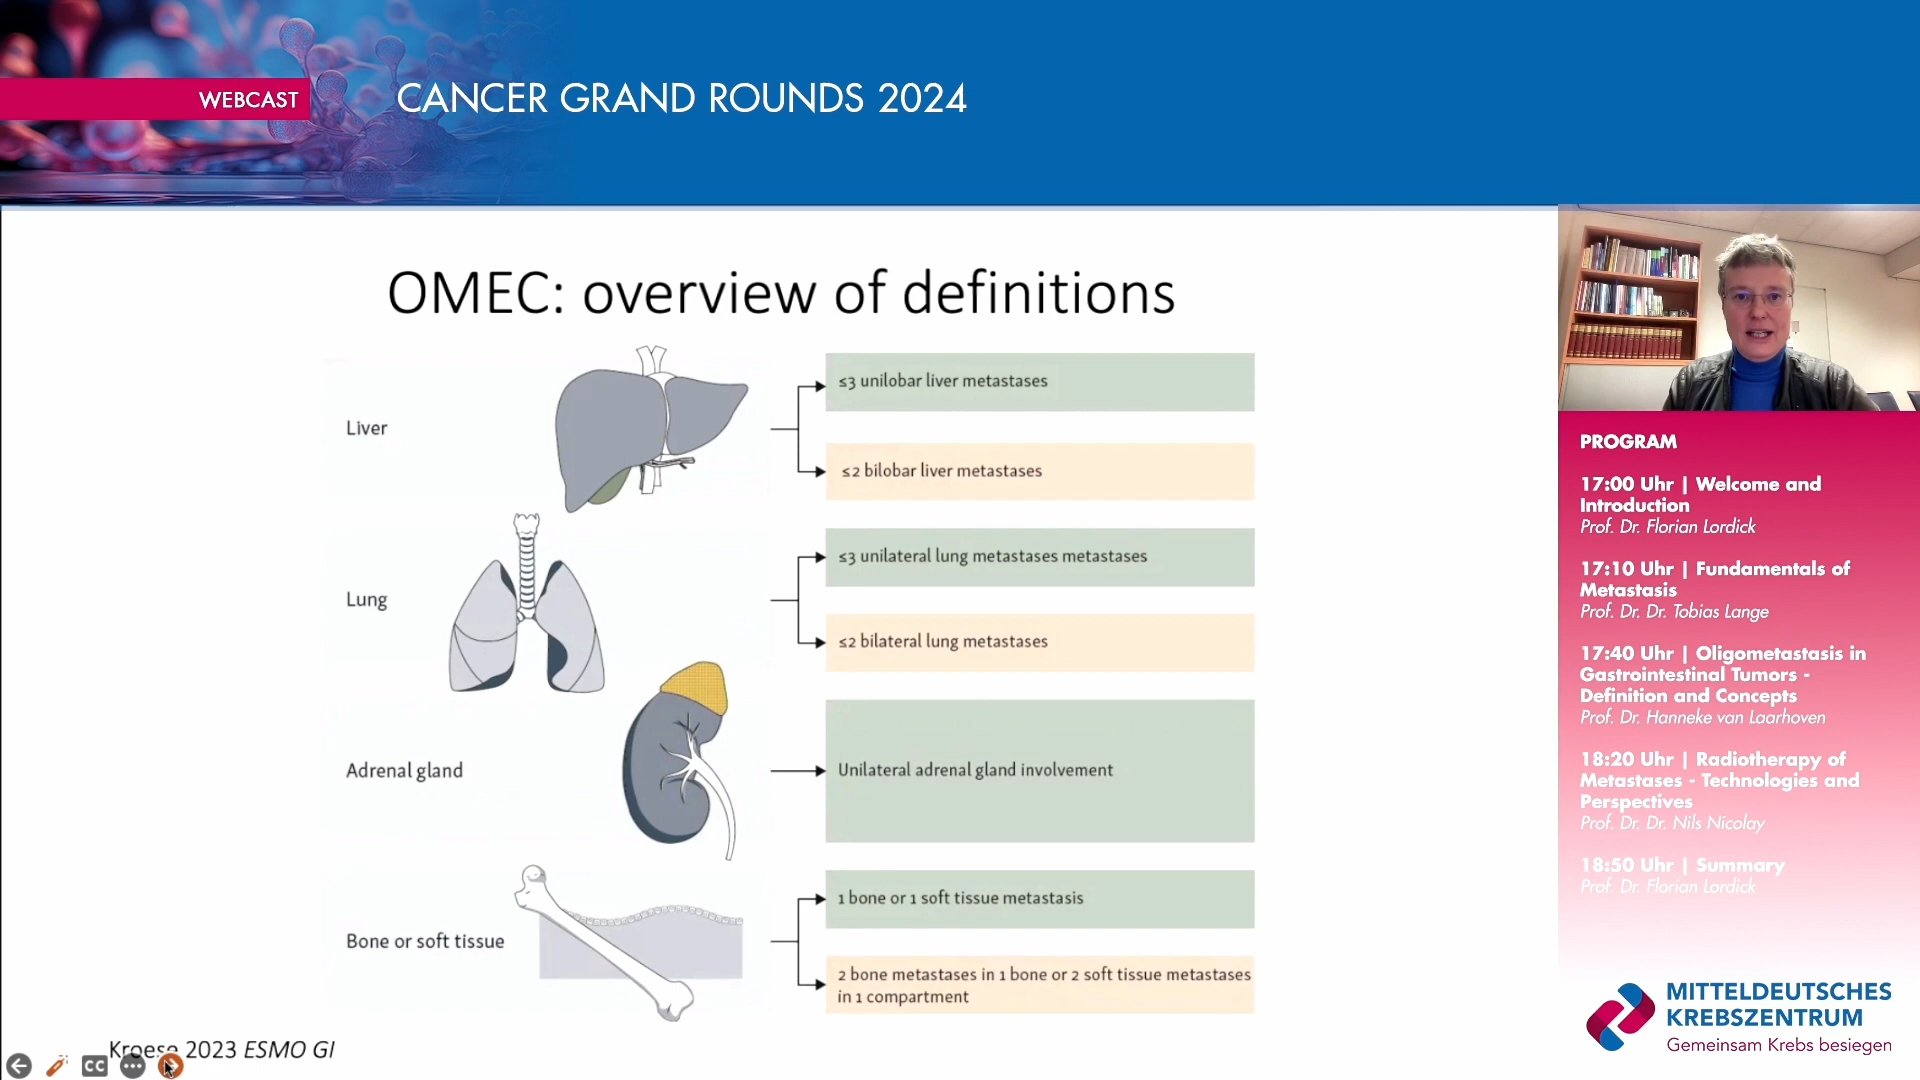 WEBCAST
CANCER GRAND ROUNDS 2024
OMEC: overview of definitions
Liver
≤3 unilobar liver metastases
≤2 bilobar liver metastases
Lung
≤3 unilateral lung metastases metastases
≤2 bilateral lung metastases
Adrenal gland
Unilateral adrenal gland involvement
Bone or soft tissue
1 bone or 1 soft tissue metastasis
2 bone metastases in 1 bone or 2 soft tissue metastases
in 1 compartment
Kroese 2023 ESMO GI
CC
PROGRAM
17:00 Uhr | Welcome and
Introduction
Prof. Dr. Florian Lordick
17:10 Uhr | Fundamentals of
Metastasis
Prof. Dr. Dr. Tobias Lange
17:40 Uhr | Oligometastasis in
Gastrointestinal Tumors -
Definition and Concepts
Prof. Dr. Hanneke van Laarhoven
18:20 Uhr | Radiotherapy of
Metastases - Technologies and
Perspectives
Prof. Dr. Dr. Nils Nicolay
18:50 Uhr | Summary
Prof. Dr. Florian Lordick
MITTELDEUTSCHES
KREBSZENTRUM
Gemeinsam Krebs besiegen